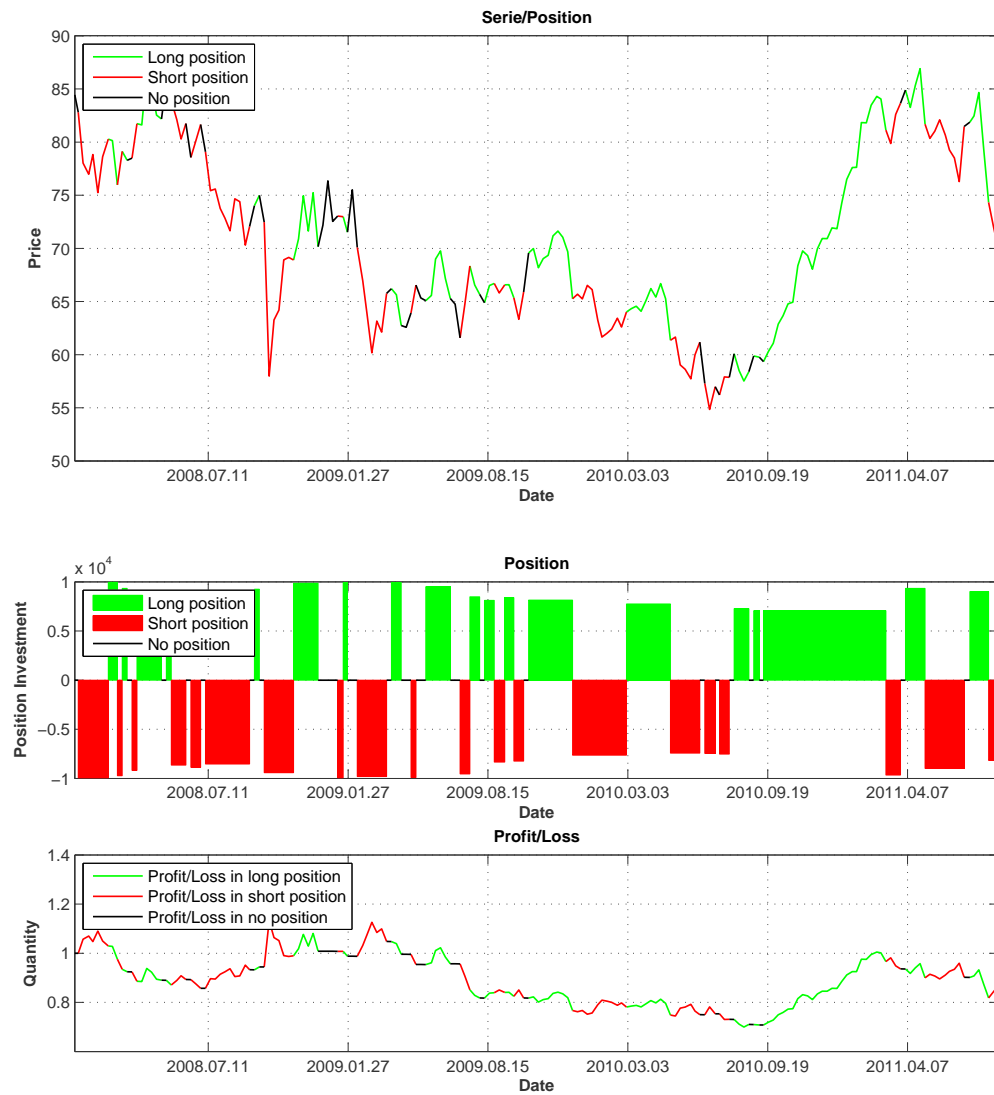 Serie/Position
90
85
80
75
70
65
60
55
50
Price
Long position
Short position
No position
2008.07.11 2009.01.27 2009.08.15 2010.03.03 2010.09.19 2011.04.07
Date
Position
x 10^4
1
0.5
0
−0.5
−1
Position Investment
Long position
Short position
No position
2008.07.11 2009.01.27 2009.08.15 2010.03.03 2010.09.19 2011.04.07
Date
Profit/Loss
1.4
1.2
1
0.8
Quantity
Profit/Loss in long position
Profit/Loss in short position
Profit/Loss in no position
2008.07.11 2009.01.27 2009.08.15 2010.03.03 2010.09.19 2011.04.07
Date